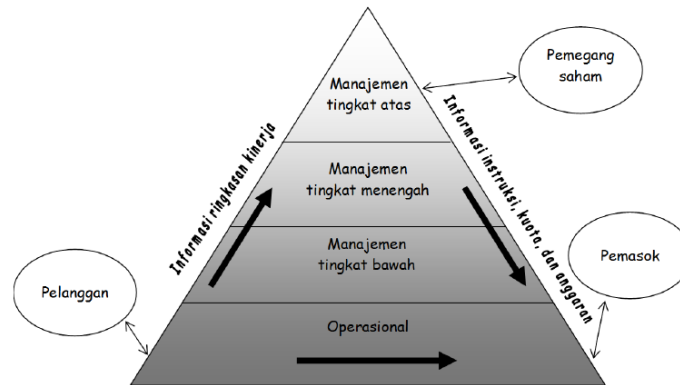 Manajemen
tingkat atas
Pemegang
saham
Informasi ringkasan kinerja
Informasi instruksi, kuota, dan anggaran
Manajemen
tingkat menengah
Manajemen
tingkat bawah
Pelanggan
Pemasok
Operasional